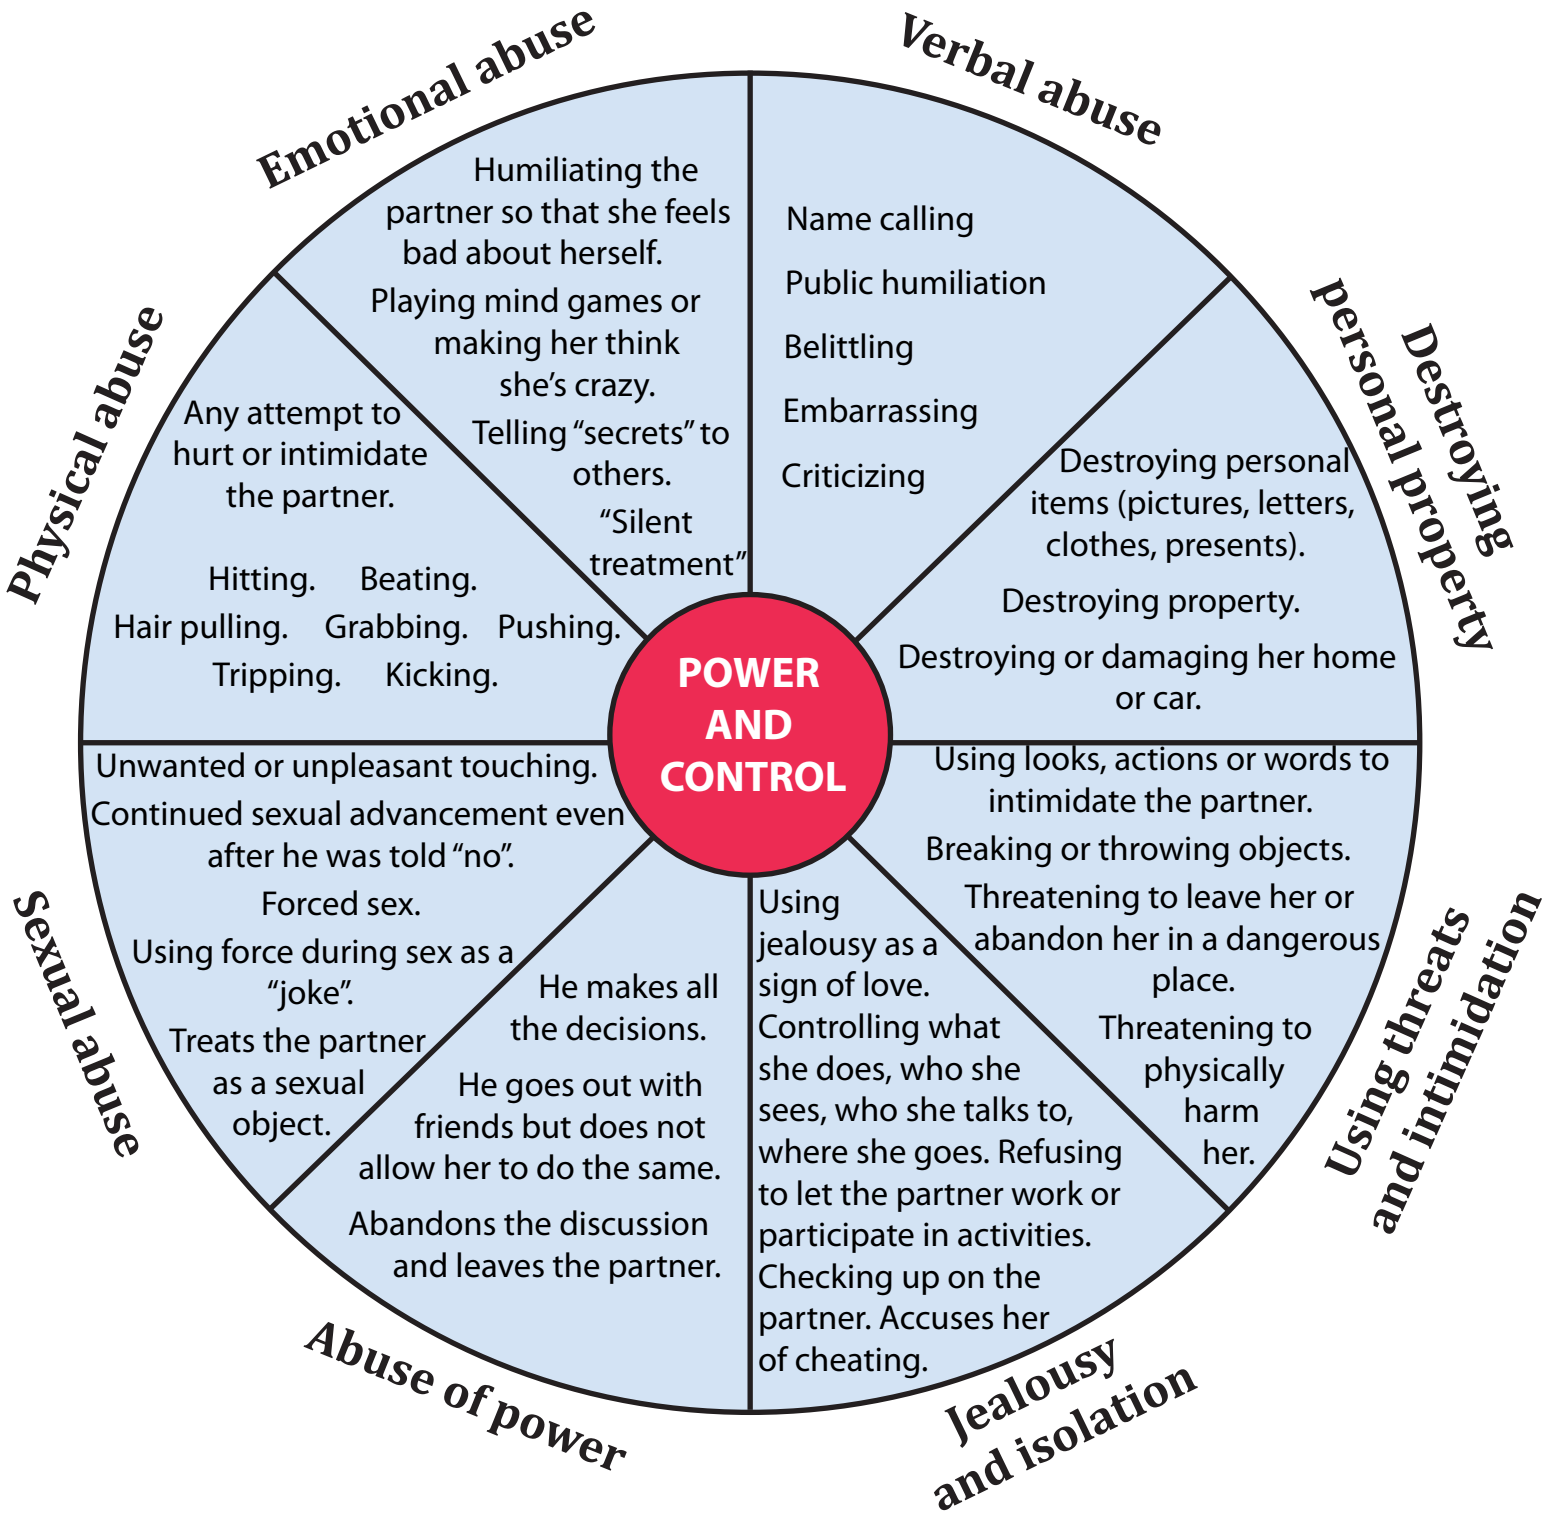 Emotional abuse
Humiliating the
partner so that she feels
bad about herself.
Playing mind games or
making her think
she's crazy.
Telling “secrets” to
others.
“Silent
treatment”
Verbal abuse
Name calling
Public humiliation
Belittling
Embarrassing
Criticizing
Destroying
personal property
Destroying personal
items (pictures, letters,
clothes, presents).
Destroying property.
Destroying or damaging her home
or car.
Using threats
and intimidation
Using looks, actions or words to
intimidate the partner.
Breaking or throwing objects.
Threatening to leave her or
abandon her in a dangerous
place.
Threatening to
physically
harm
her.
Jealousy
and isolation
Using
jealousy as a
sign of love.
Controlling what
she does, who she
sees, who she talks to,
where she goes. Refusing
to let the partner work or
participate in activities.
Checking up on the
partner. Accuses her
of cheating.
Abuse of power
He makes all
the decisions.
He goes out with
friends but does not
allow her to do the same.
Abandons the discussion
and leaves the partner.
Sexual abuse
Unwanted or unpleasant touching.
Continued sexual advancement even
after he was told “no”.
Forced sex.
Using force during sex as a
“joke”.
Treats the partner
as a sexual
object.
Physical abuse
Any attempt to
hurt or intimidate
the partner.
Hitting. Beating.
Hair pulling. Grabbing. Pushing.
Tripping. Kicking.
POWER
AND
CONTROL